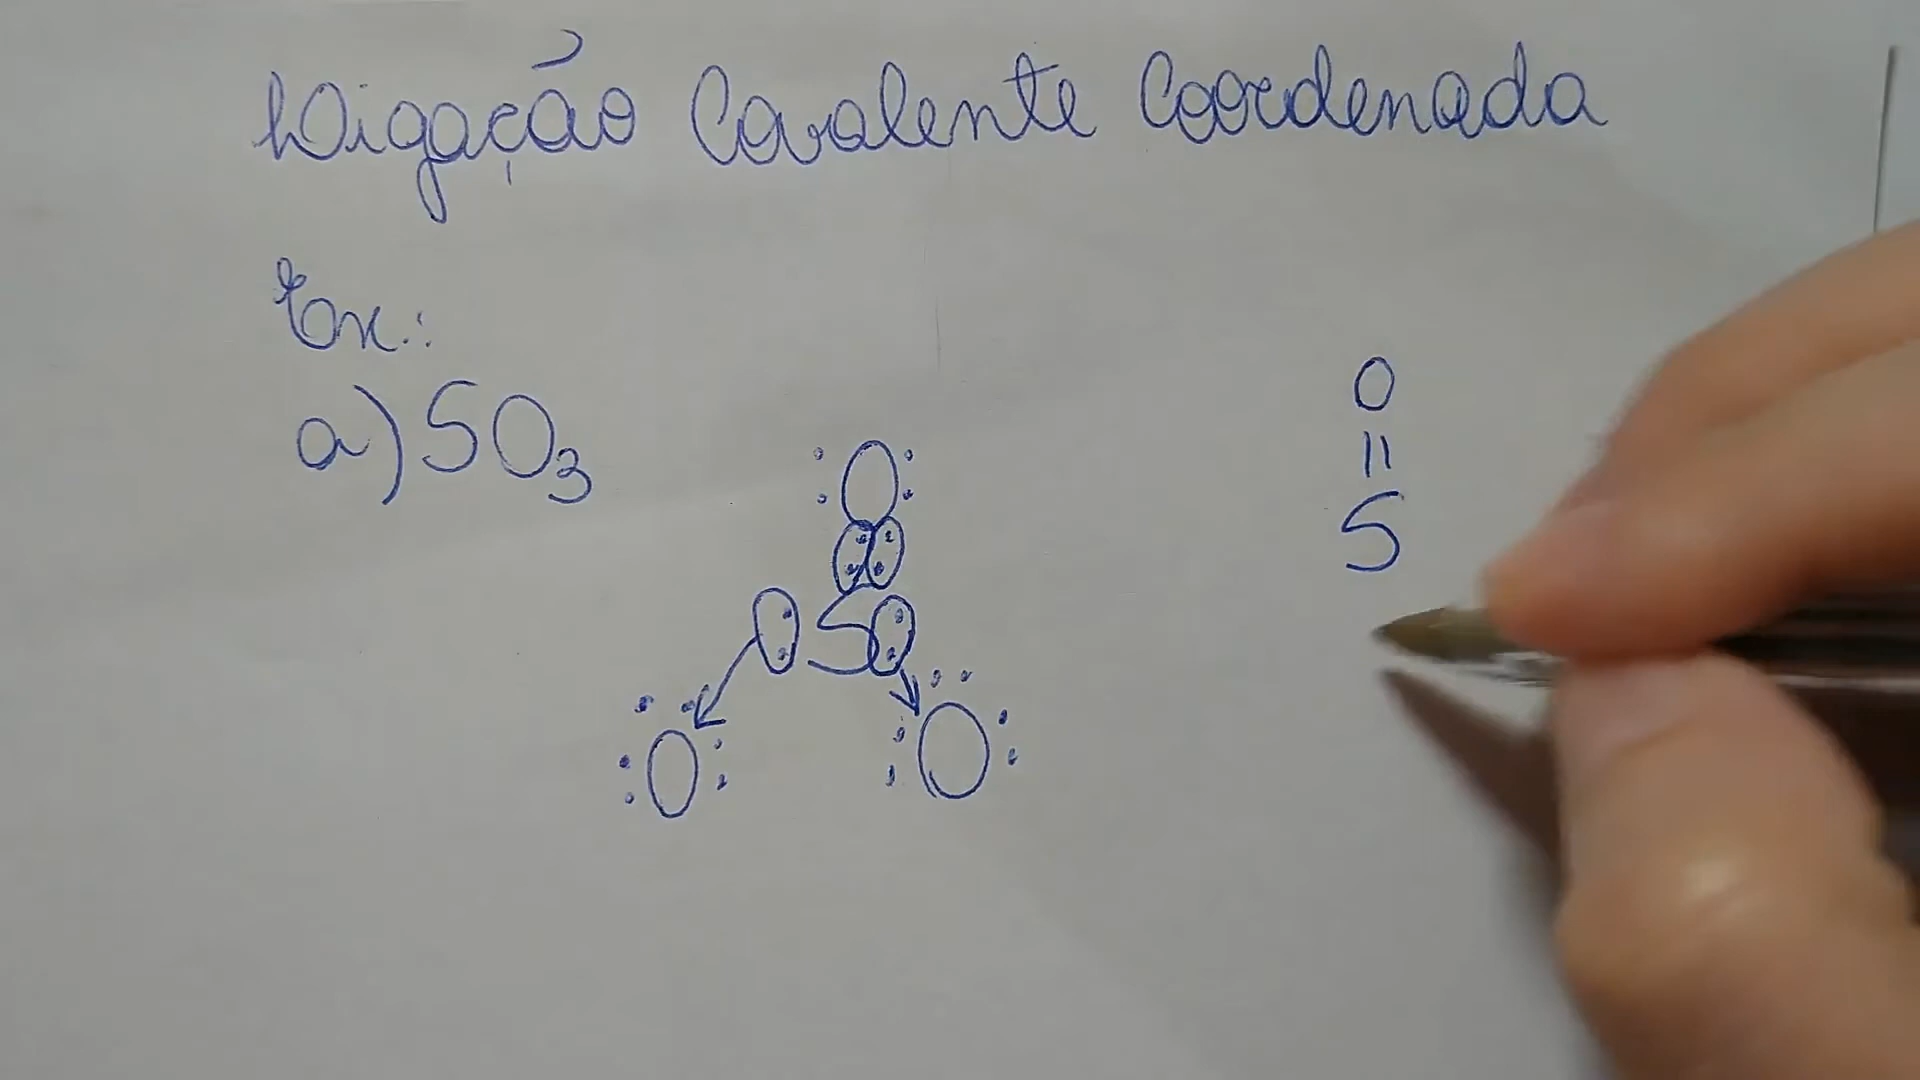 Ligação Covalente Coordenada
Ex.:
a) SO₃
O
S
O O
O
=
S